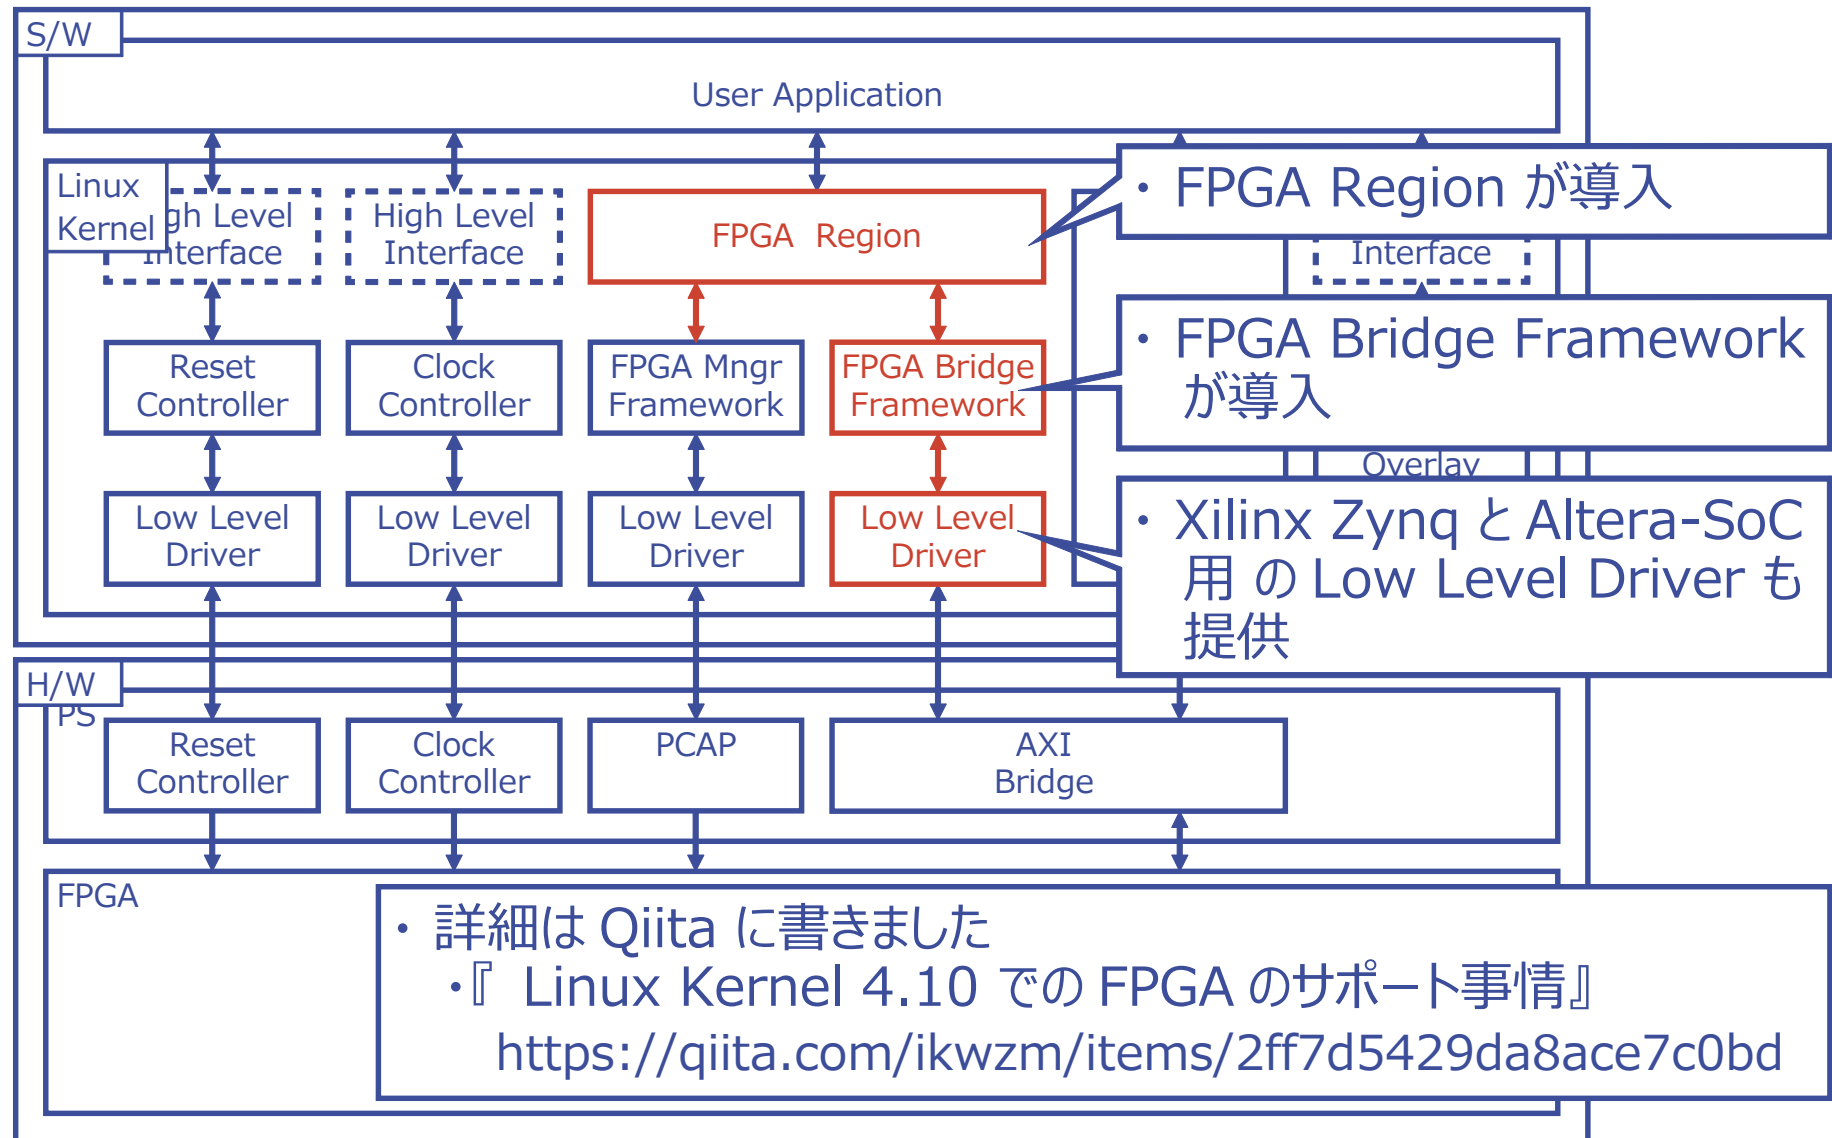 S/W
User Application
Linux
Kernel
gh Level
Interface
High Level
Interface
FPGA Region
・ FPGA Region が導入
Interface
Reset
Controller
Clock
Controller
FPGA Mngr
Framework
FPGA Bridge
Framework
・ FPGA Bridge Framework
が導入
Overlay
Low Level
Driver
Low Level
Driver
Low Level
Driver
Low Level
Driver
・ Xilinx Zynq と Altera-SoC
用 の Low Level Driver も
提供
H/W
PS
Reset
Controller
Clock
Controller
PCAP
AXI
Bridge
FPGA
・ 詳細は Qiita に書きました
・『 Linux Kernel 4.10 での FPGA のサポート事情』
https://qiita.com/ikwzm/items/2ff7d5429da8ace7c0bd